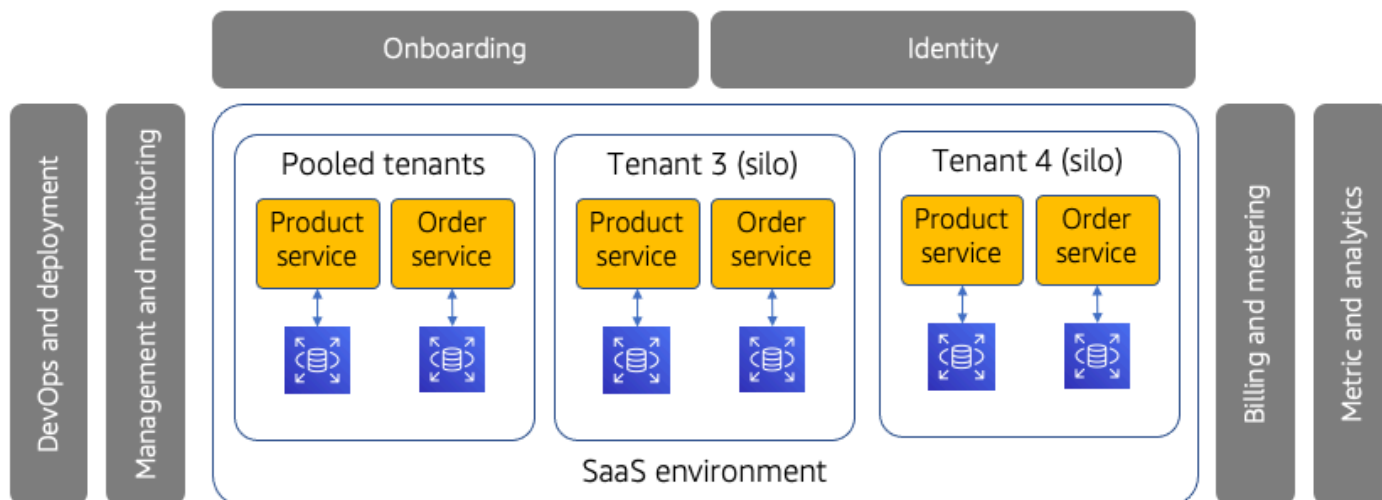 Onboarding
Identity
DevOps and deployment
Management and monitoring
Pooled tenants
Product
service
Order
service
Tenant 3 (silo)
Product
service
Order
service
Tenant 4 (silo)
Product
service
Order
service
SaaS environment
Billing and metering
Metric and analytics